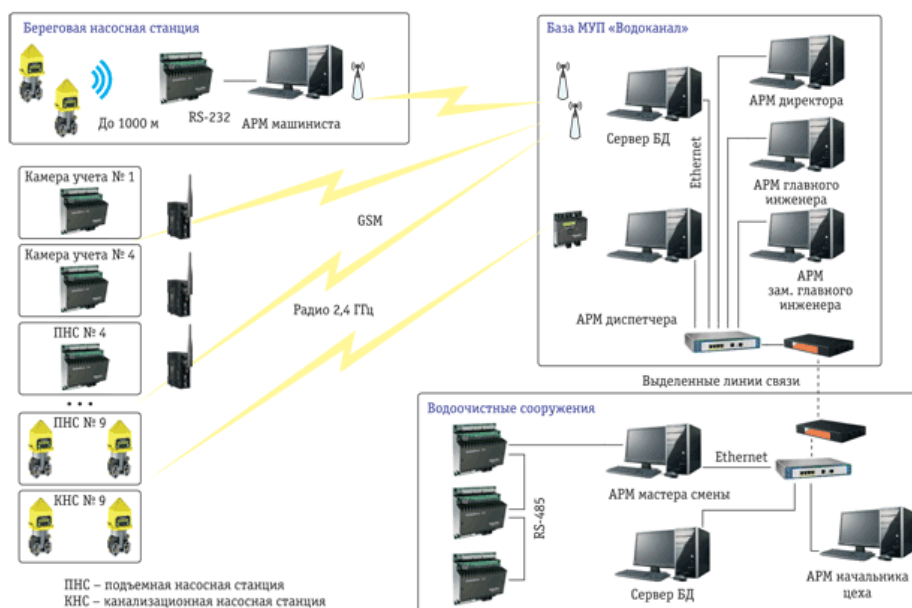 Береговая насосная станция
До 1000 м
RS-232
АРМ машиниста
Камера учета № 1
Камера учета № 4
ПНС № 4
• • •
ПНС № 9
КНС № 9
ПНС – подъемная насосная станция
КНС – канализационная насосная станция
GSM
Радио 2,4 ГГц
База МУП «Водоканал»
Сервер БД
Ethernet
АРМ директора
АРМ главного
инженера
АРМ
зам. главного
инженера
АРМ диспетчера
Выделенные линии связи
Водоочистные сооружения
RS-485
АРМ мастера смены
Ethernet
Сервер БД
АРМ начальника
цеха